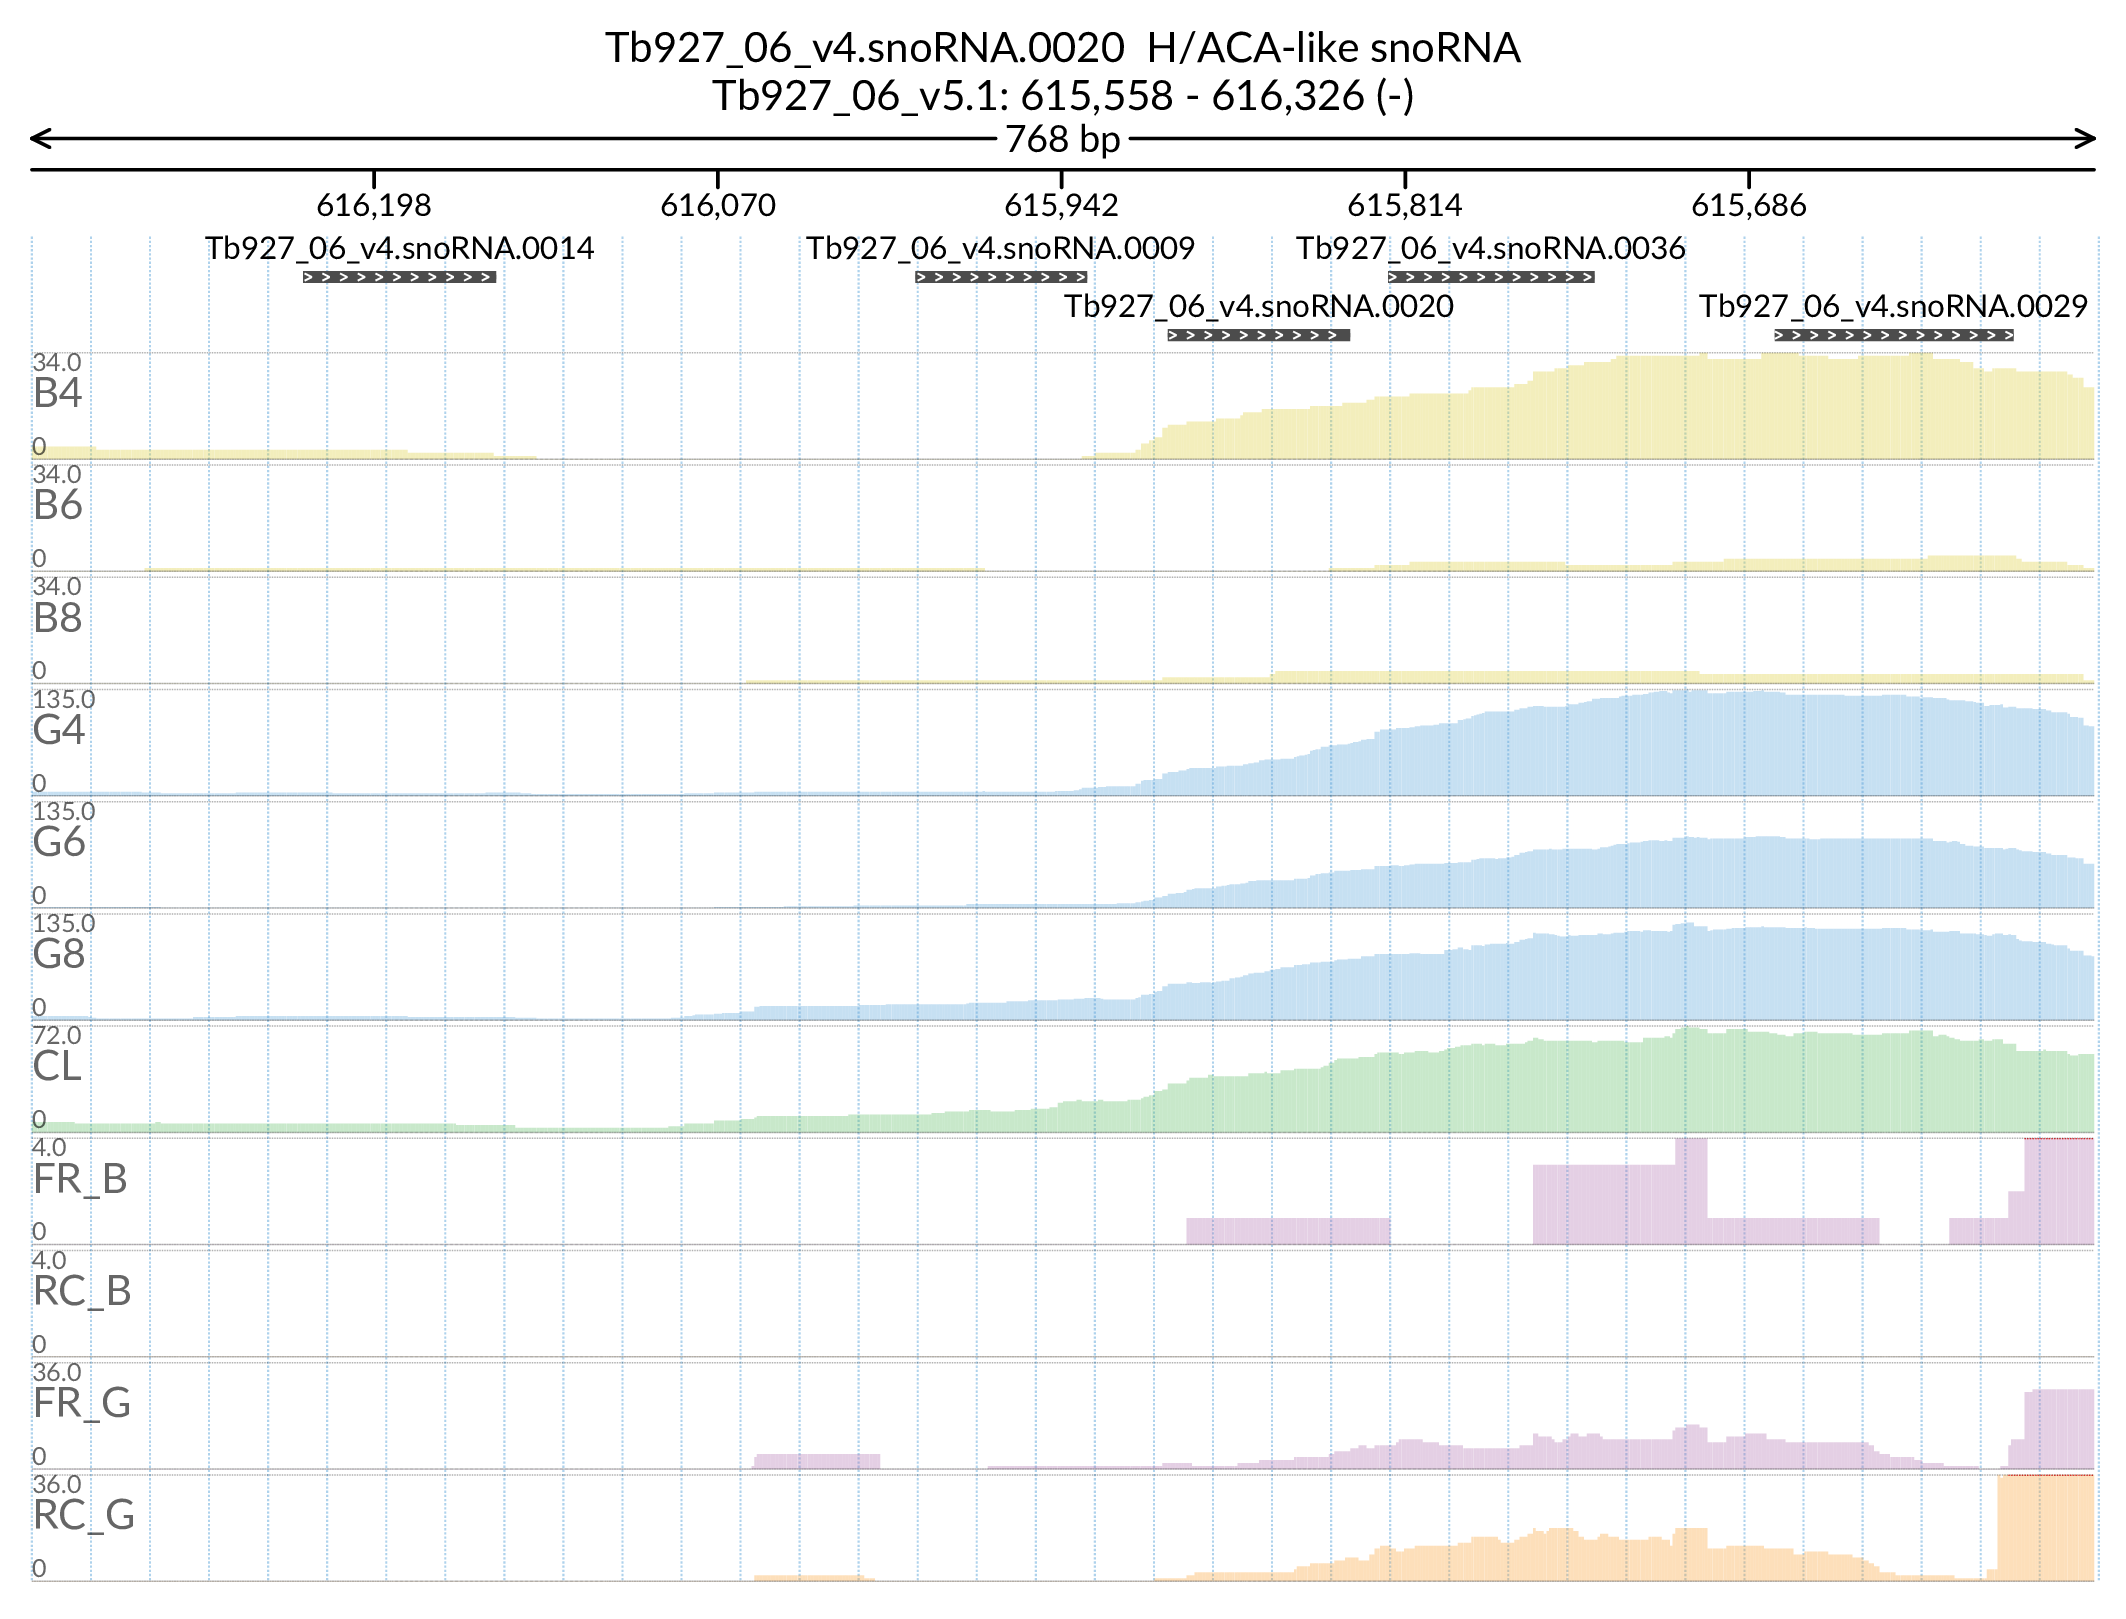 Tb927_06_v4.snoRNA.0020 H/ACA-like snoRNA
Tb927_06_v5.1: 615,558 - 616,326 (-)
768 bp
616,198 616,070 615,942 615,814 615,686
Tb927_06_v4.snoRNA.0014 Tb927_06_v4.snoRNA.0009 Tb927_06_v4.snoRNA.0036
Tb927_06_v4.snoRNA.0020 Tb927_06_v4.snoRNA.0029
34.0
B4
0
34.0
B6
0
34.0
B8
0
135.0
G4
0
135.0
G6
0
135.0
G8
0
72.0
CL
0
4.0
FR_B
0
4.0
RC_B
0
36.0
FR_G
0
36.0
RC_G
0